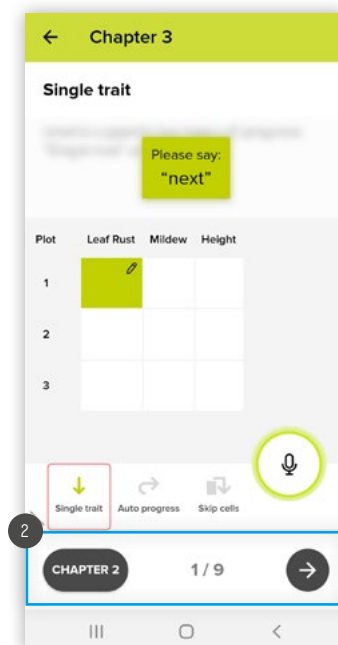 Chapter 3
Single trait
Please say:
"next"
Plot Leaf Rust Mildew Height
1
2
3
Single trait Auto progress Skip cells
2
CHAPTER 2 1 / 9